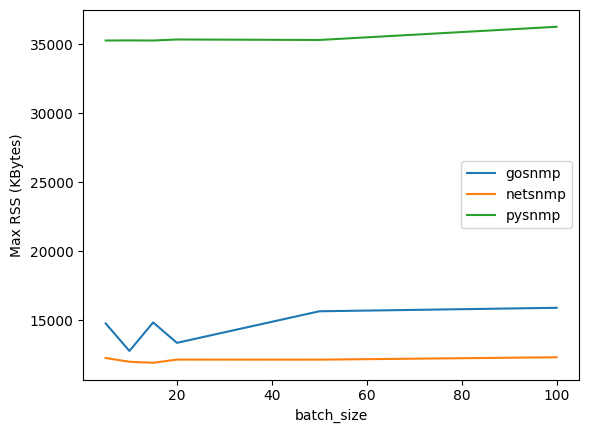 35000
30000
25000
20000
15000
Max RSS (KBytes)
gosnmp
netsnmp
pysnmp
20 40 60 80 100
batch_size